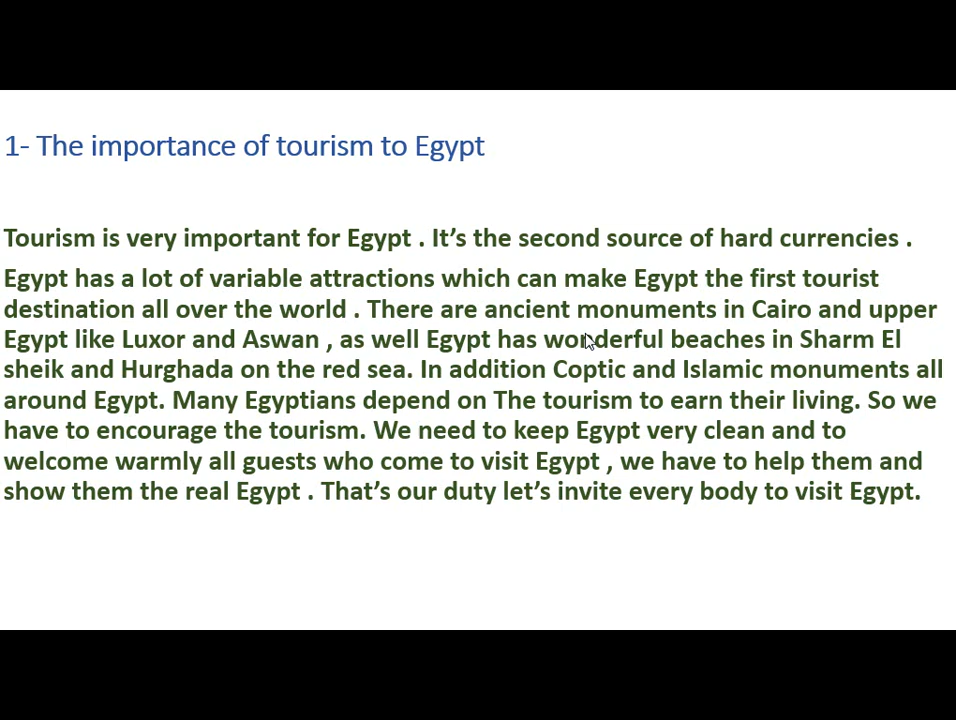 1- The importance of tourism to Egypt
Tourism is very important for Egypt . It’s the second source of hard currencies .
Egypt has a lot of variable attractions which can make Egypt the first tourist
destination all over the world . There are ancient monuments in Cairo and upper
Egypt like Luxor and Aswan , as well Egypt has wonderful beaches in Sharm El
sheik and Hurghada on the red sea. In addition Coptic and Islamic monuments all
around Egypt. Many Egyptians depend on The tourism to earn their living. So we
have to encourage the tourism. We need to keep Egypt very clean and to
welcome warmly all guests who come to visit Egypt , we have to help them and
show them the real Egypt . That’s our duty let’s invite every body to visit Egypt.